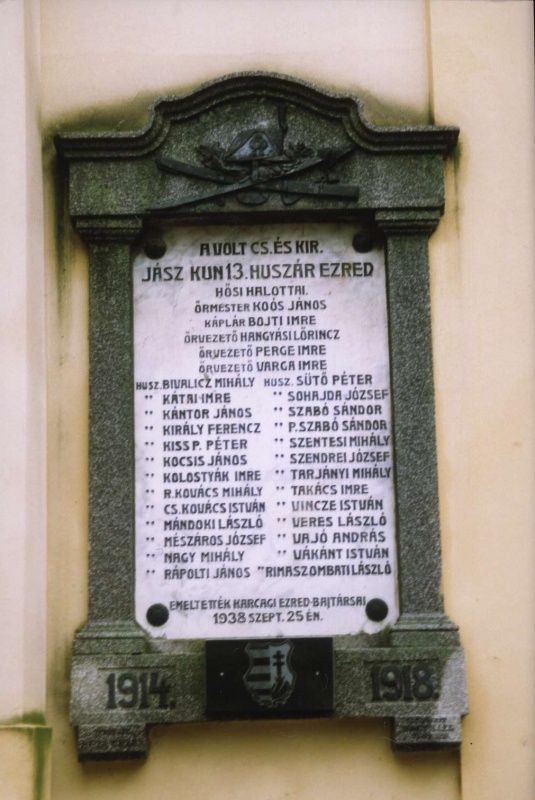 A VOLT CS. ÉS KIR.
JÁSZ KUN 13. HUSZÁR EZRED
HŐSI HALOTTAI.
ŐRMESTER KOÓS JÁNOS
KÁPLÁR BOJTI IMRE
ŐRVEZETŐ HANGYÁSI LŐRINCZ
ŐRVEZETŐ PERGE IMRE
ŐRVEZETŐ VARGA IMRE
HUSZ. BIVALICZ MIHÁLY HUSZ. SÜTŐ PÉTER
" KÁTAI IMRE " SOHAJDA JÓZSEF
" KÁNTOR JÁNOS " SZABÓ SÁNDOR
" KIRÁLY FERENCZ " P. SZABÓ SÁNDOR
" KISS P. PÉTER " SZENTESI MIHÁLY
" KOCSIS JÁNOS " SZENDREI JÓZSEF
" KOLOSTYÁK IMRE " TARJÁNYI MIHÁLY
" R. KOVÁCS MIHÁLY " TAKÁCS IMRE
" CS. KOVÁCS ISTVÁN " VINCZE ISTVÁN
" MÁNDOKI LÁSZLÓ " VERES LÁSZLÓ
" MÉSZÁROS JÓZSEF " VAJÓ ANDRÁS
" NAGY MIHÁLY " VÁKÁNT ISTVÁN
" RÁPOLTI JÁNOS " RIMASZOMBATI LÁSZLÓ
EMELTETTÉK KARCAGI EZRED-BAJTÁRSAI
1938 SZEPT. 25 ÉN.
1914. 1918.